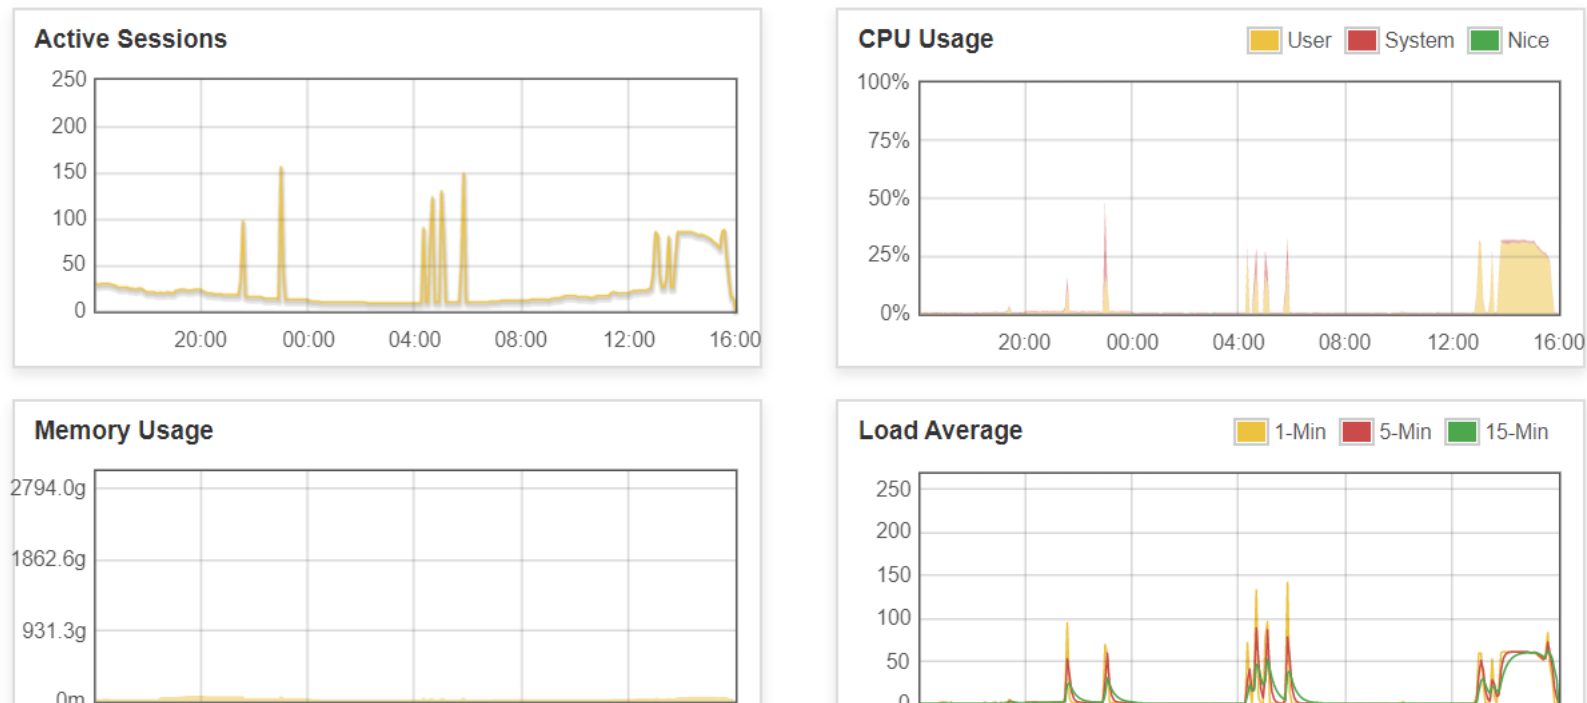 Active Sessions
250
200
150
100
50
0
20:00 00:00 04:00 08:00 12:00 16:00
CPU Usage
User System Nice
100%
75%
50%
25%
0%
20:00 00:00 04:00 08:00 12:00 16:00
Memory Usage
2794.0g
1862.6g
931.3g
0m
Load Average
1-Min 5-Min 15-Min
250
200
150
100
50
0